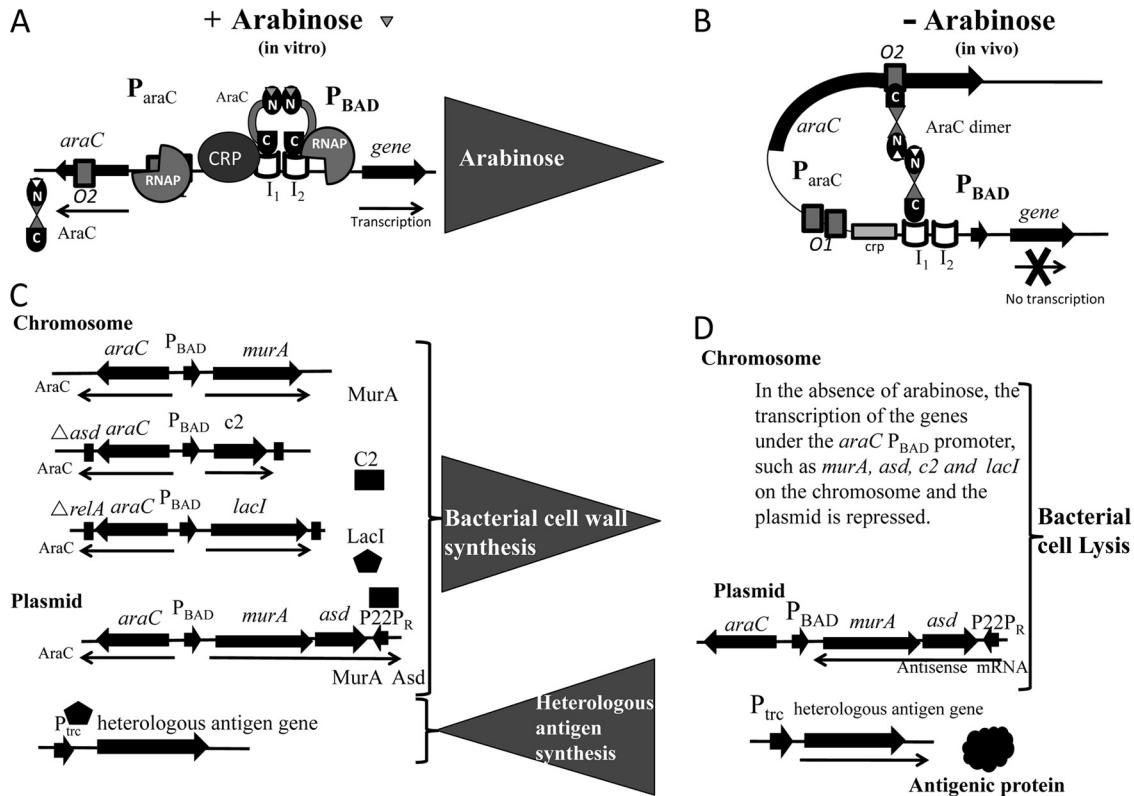 A
+ Arabinose
(in vitro)
P araC
AraC
N N
P BAD
araC
CRP
C C
RNAP
gene
RNAP
O2
I1 I2
N
AraC
C
Transcription
Arabinose
B
− Arabinose
(in vivo)
O2
C
araC
AraC dimer
N N
P araC
C
P BAD
gene
O1
crp
I1 I2
No transcription
C
Chromosome
araC PBAD murA
AraC
MurA
△asd araC PBAD c2
AraC
C2
△relA araC PBAD lacI
AraC
LacI
Plasmid
araC PBAD murA asd P22PR
AraC
MurA Asd
Ptrc heterologous antigen gene
Bacterial cell wall
synthesis
Heterologous
antigen
synthesis
D
Chromosome
In the absence of arabinose, the
transcription of the genes
under the araC PBAD promoter,
such as murA, asd, c2 and lacI
on the chromosome and the
plasmid is repressed.
Bacterial
cell Lysis
Plasmid
araC PBAD murA asd P22PR
Antisense mRNA
Ptrc heterologous antigen gene
Antigenic protein